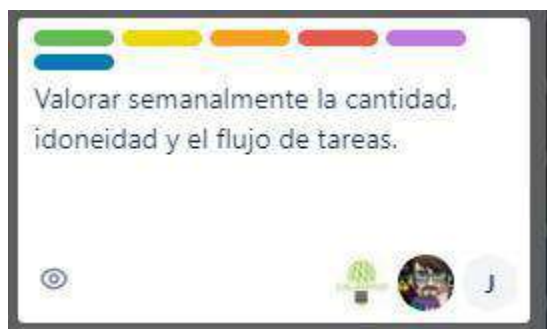 Valorar semanalmente la cantidad,
idoneidad y el flujo de tareas.
J